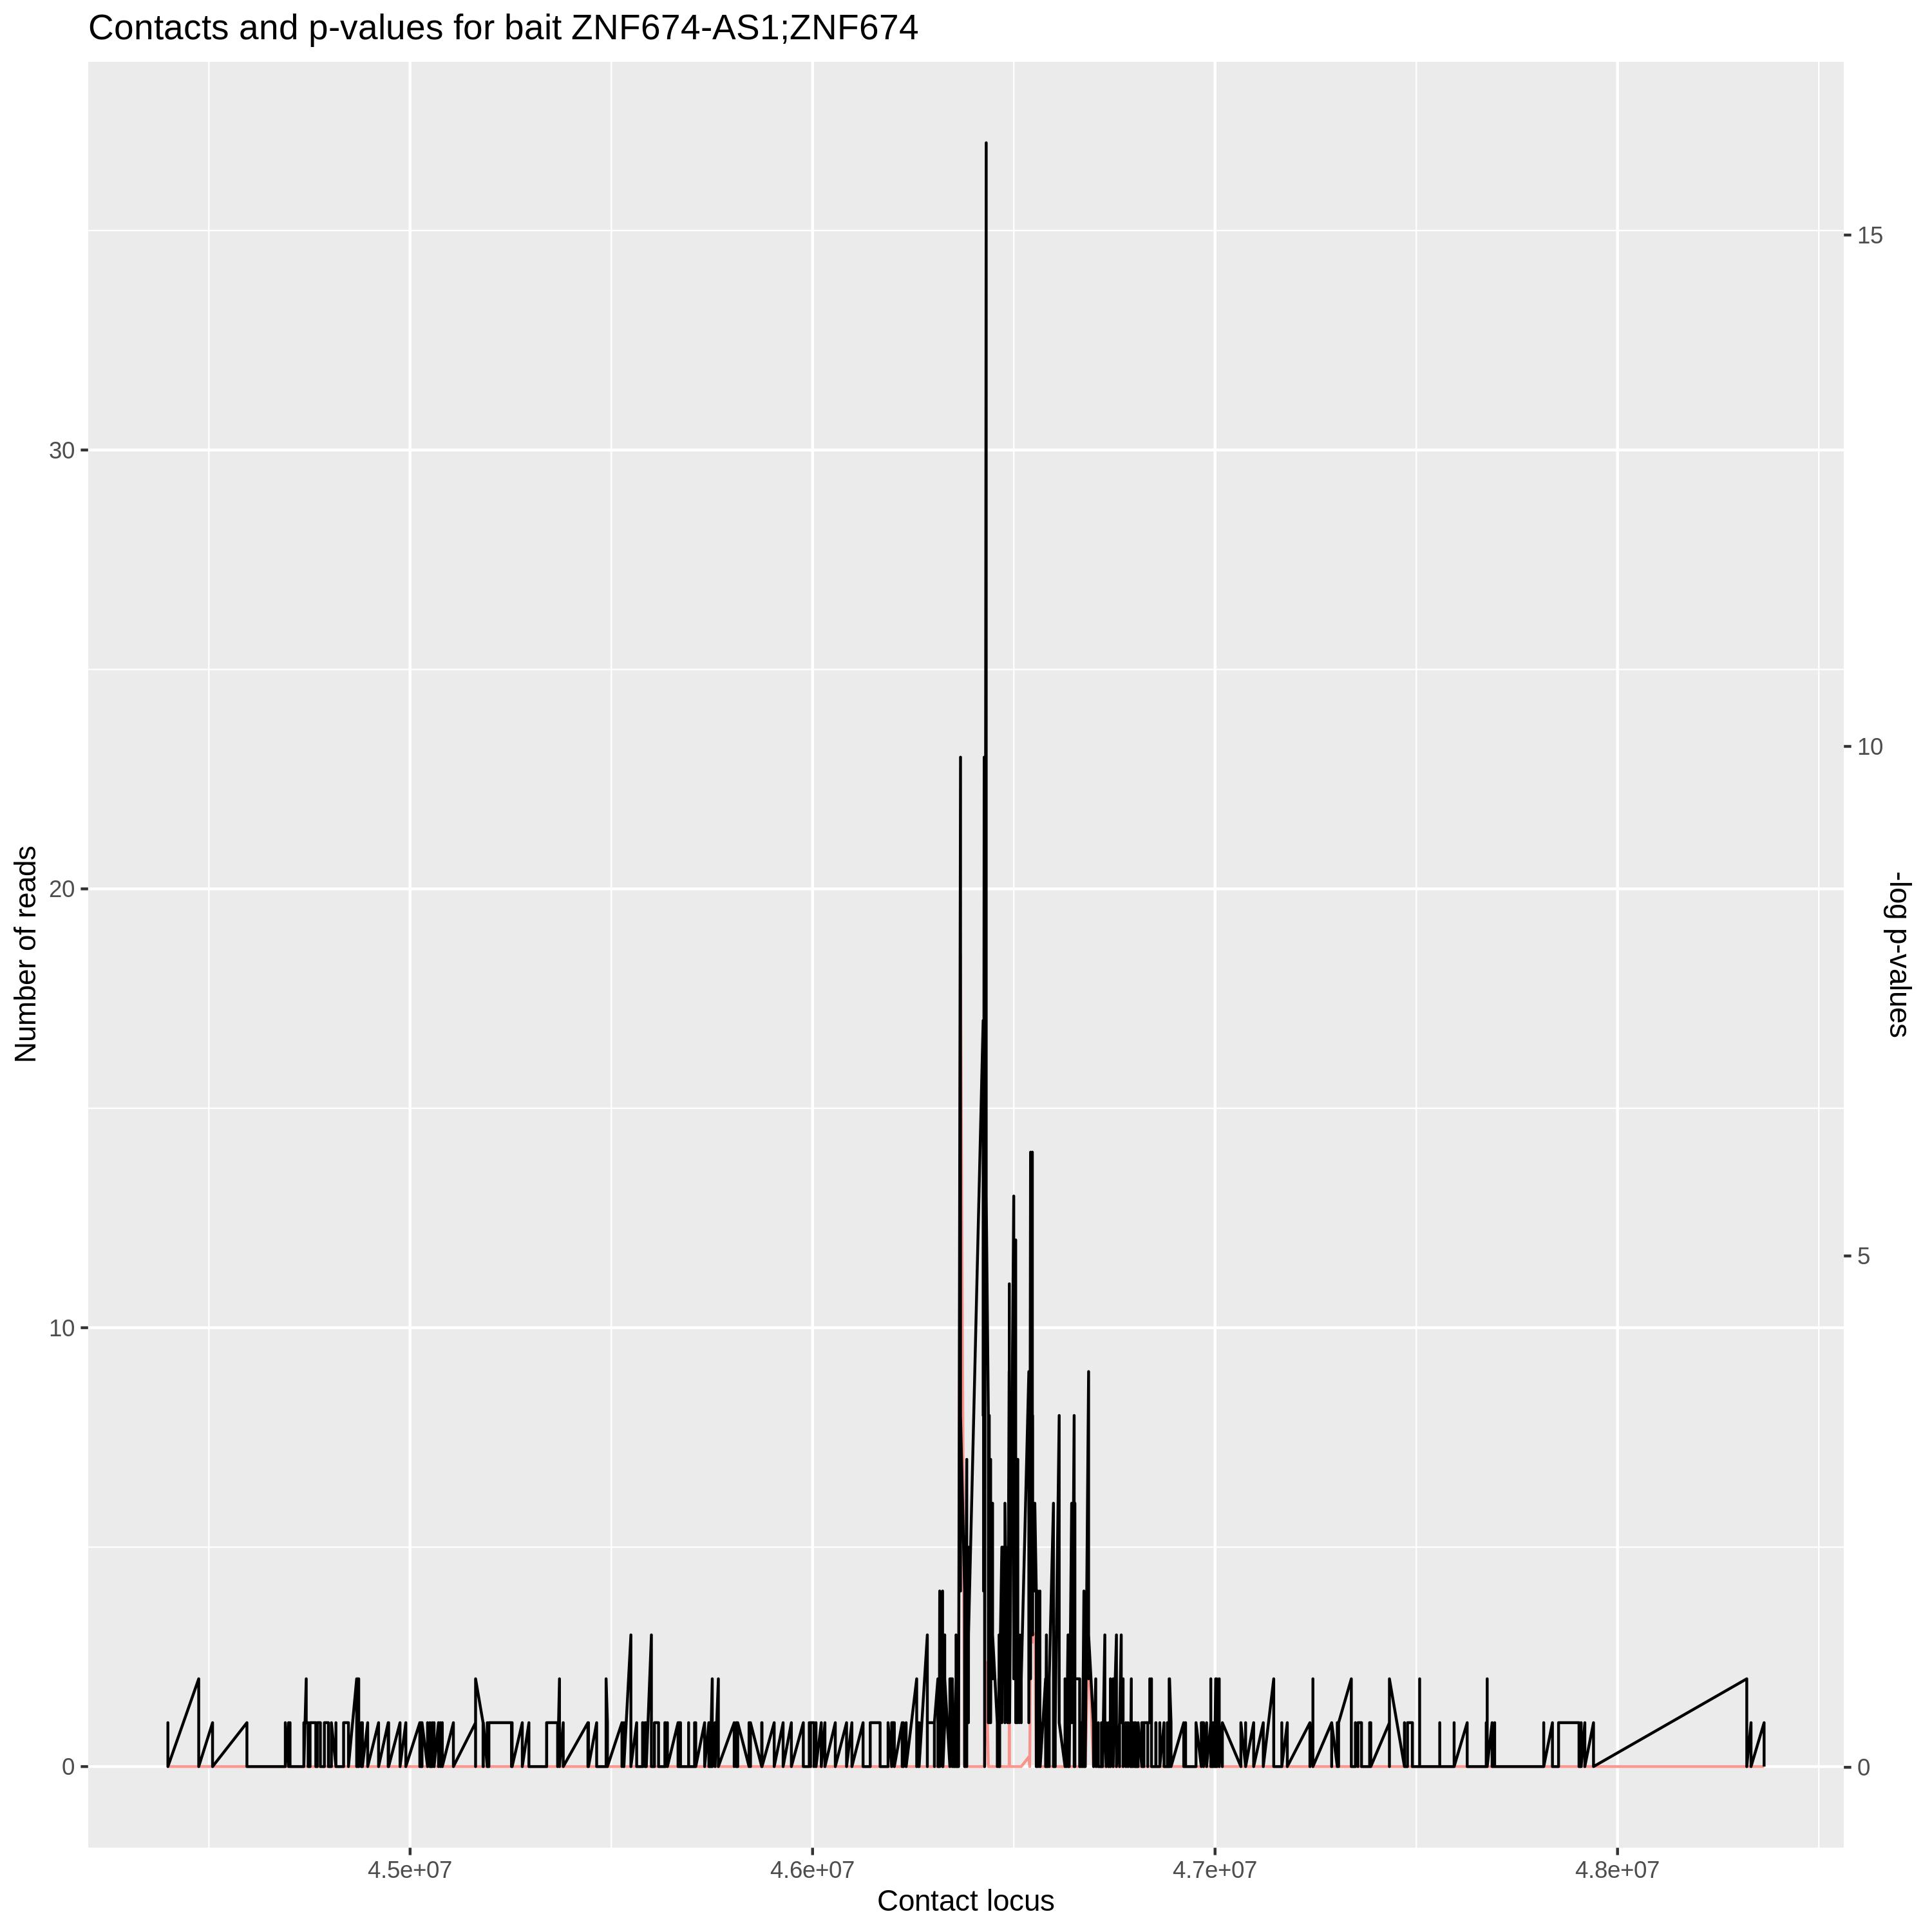 Contacts and p-values for bait ZNF674-AS1;ZNF674
Number of reads
30
20
10
0
15
10
5
0
-log p-values
4.5e+07 4.6e+07 4.7e+07 4.8e+07
Contact locus